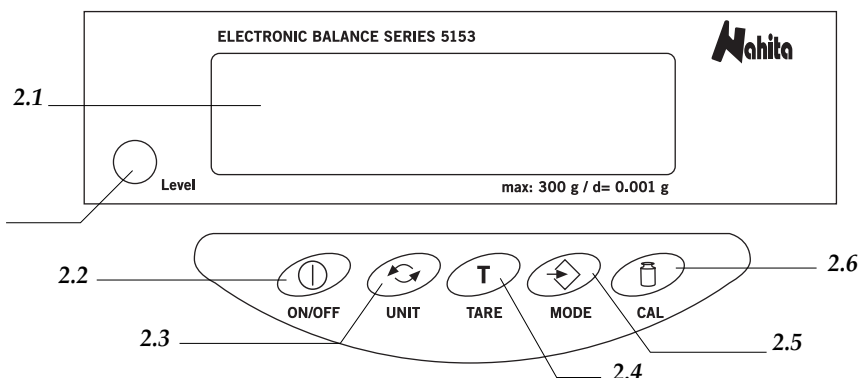 ELECTRONIC BALANCE SERIES 5153
Nahita
2.1
Level
max: 300 g / d= 0.001 g
2.2
T
2.6
ON/OFF UNIT TARE MODE CAL
2.3
2.5
2.4